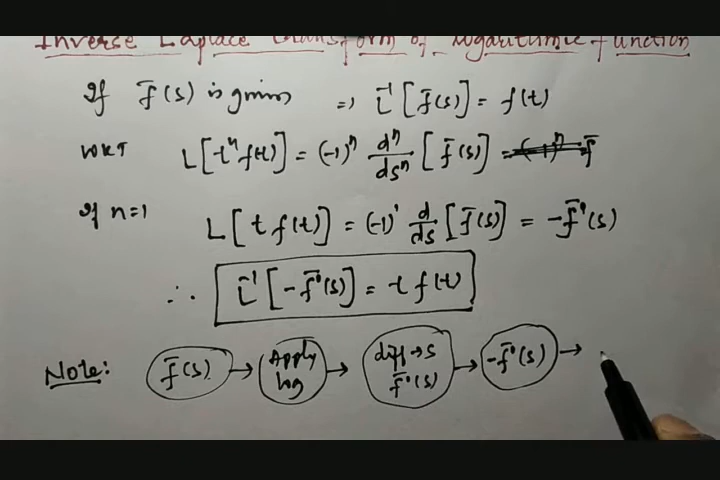 Inverse Laplace transform of logarithmic function
If f̄(s) is given => L⁻¹[f̄(s)] = f(t)
WKT L[tⁿf(t)] = (-1)ⁿ dⁿ/dsⁿ [f̄(s)] = (-1)ⁿ f̄
If n=1 L[t f(t)] = (-1)¹ d/ds [f̄(s)] = -f̄'(s)
∴ L⁻¹[-f̄'(s)] = t f(t)
Note: f̄(s) → Apply log → diff→s f̄'(s) → -f̄'(s) →